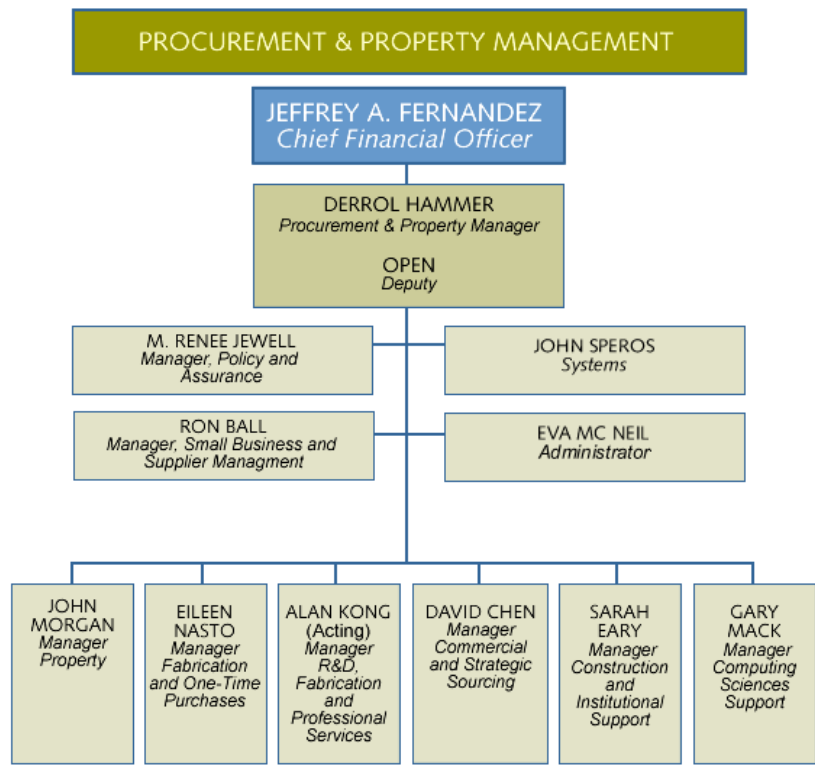 PROCUREMENT & PROPERTY MANAGEMENT
JEFFREY A. FERNANDEZ
Chief Financial Officer
DERROL HAMMER
Procurement & Property Manager
OPEN
Deputy
M. RENEE JEWELL
Manager, Policy and
Assurance
JOHN SPEROS
Systems
RON BALL
Manager, Small Business and
Supplier Managment
EVA MC NEIL
Administrator
JOHN
MORGAN
Manager
Property
EILEEN
NASTO
Manager
Fabrication
and One-Time
Purchases
ALAN KONG
(Acting)
Manager
R&D,
Fabrication
and
Professional
Services
DAVID CHEN
Manager
Commercial
and Strategic
Sourcing
SARAH
EARY
Manager
Construction
and
Institutional
Support
GARY
MACK
Manager
Computing
Sciences
Support